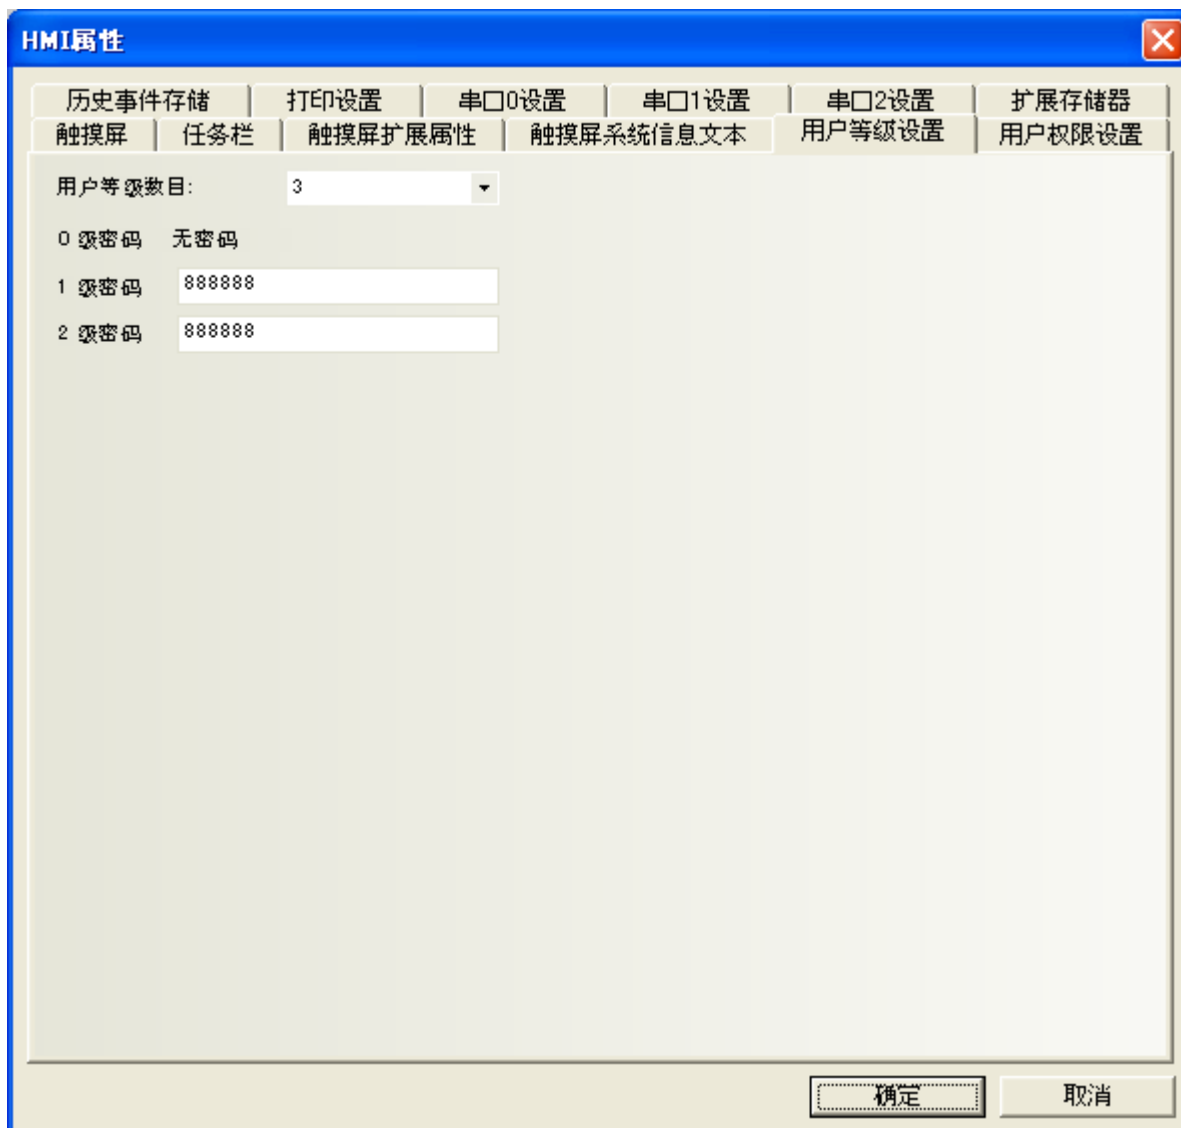 HMI属性
历史事件存储 打印设置 串口0设置 串口1设置 串口2设置 扩展存储器
触摸屏 任务栏 触摸屏扩展属性 触摸屏系统信息文本 用户等级设置 用户权限设置
用户等级数目: 3
0 级密码 无密码
1 级密码 888888
2 级密码 888888
确定 取消